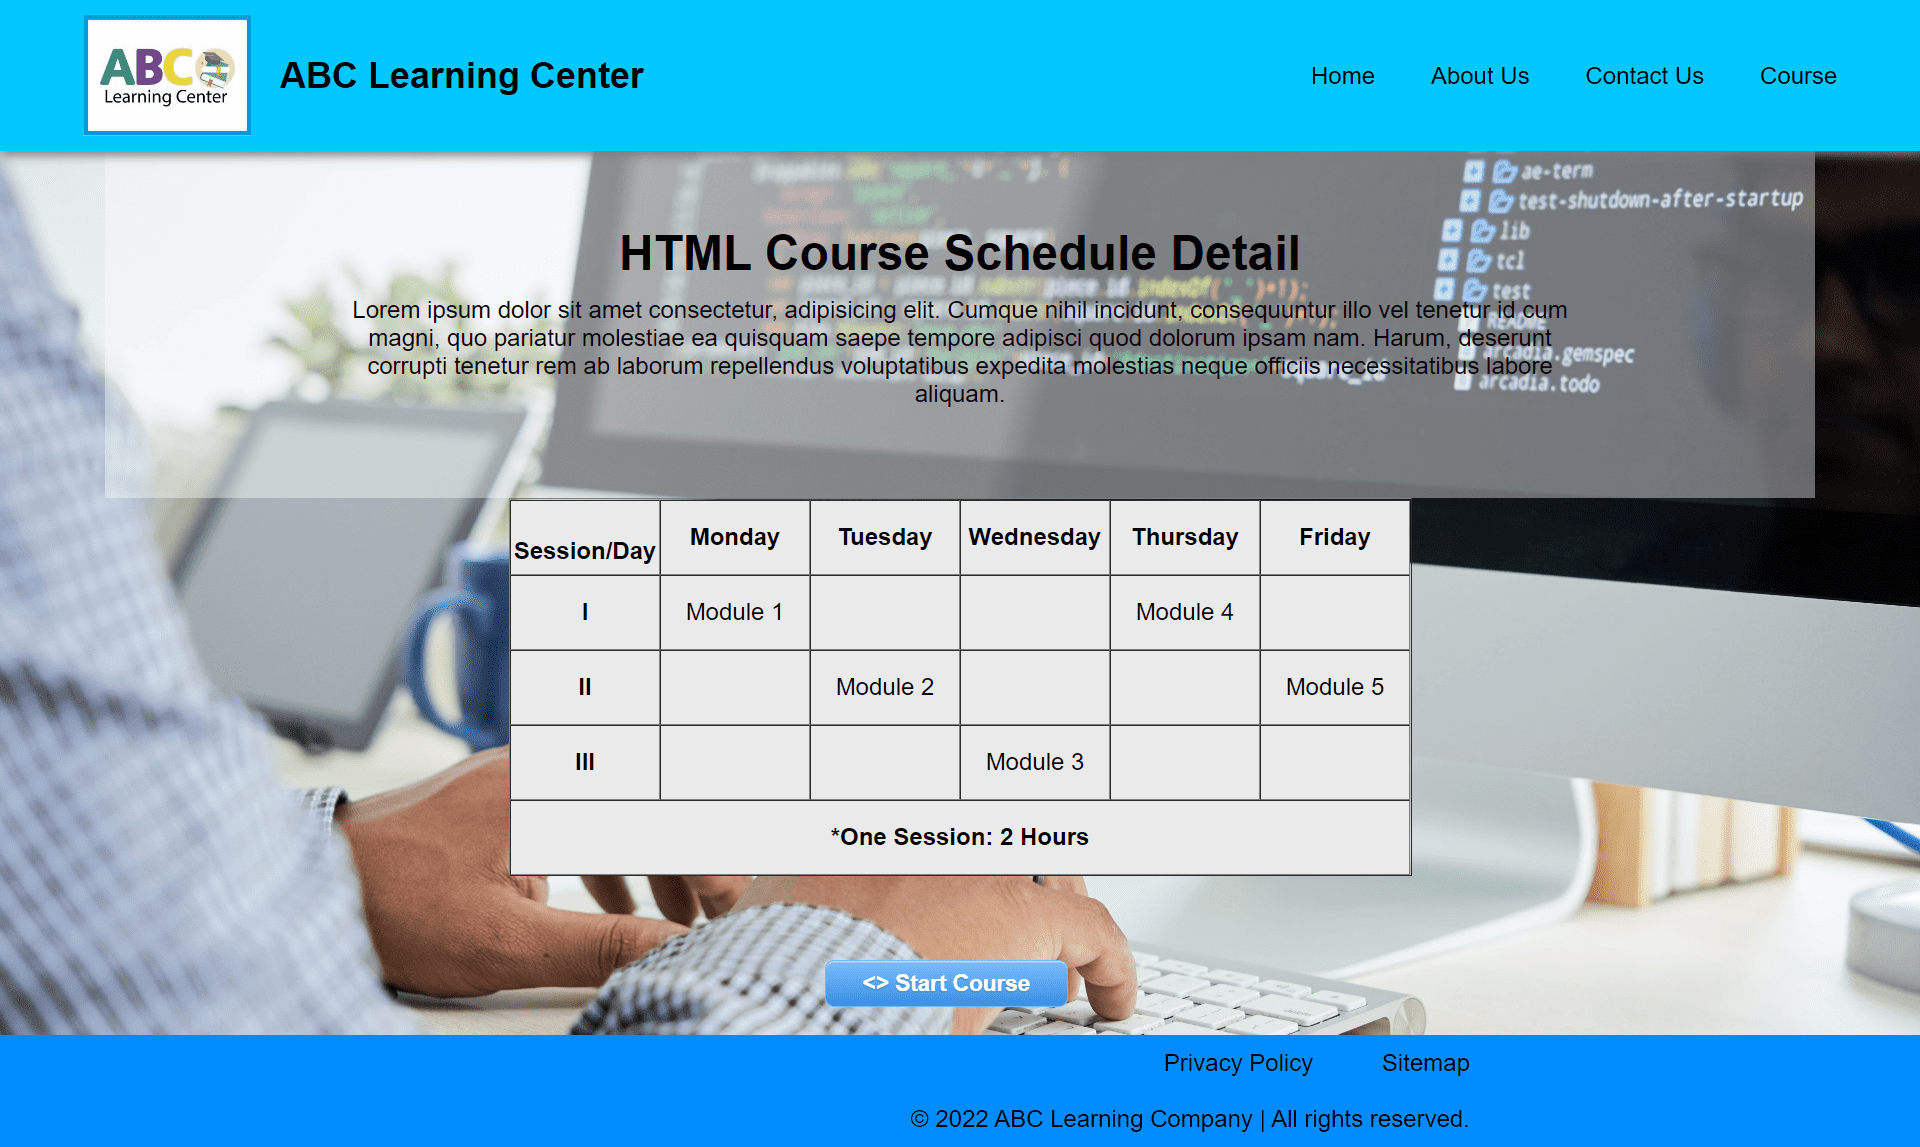 ABC
Learning Center
ABC Learning Center
Home About Us Contact Us Course
ae-term
test-shutdown-after-startup
lib
tcl
test
README
arcadia.gemspec
arcadia.todo
HTML Course Schedule Detail
Lorem ipsum dolor sit amet consectetur, adipisicing elit. Cumque nihil incidunt, consequuntur illo vel tenetur id cum
magni, quo pariatur molestiae ea quisquam saepe tempore adipisci quod dolorum ipsam nam. Harum, deserunt
corrupti tenetur rem ab laborum repellendus voluptatibus expedita molestias neque officiis necessitatibus labore
aliquam.
Session/Day Monday Tuesday Wednesday Thursday Friday
I Module 1 Module 4
II Module 2 Module 5
III Module 3
*One Session: 2 Hours
<> Start Course
Privacy Policy Sitemap
© 2022 ABC Learning Company | All rights reserved.